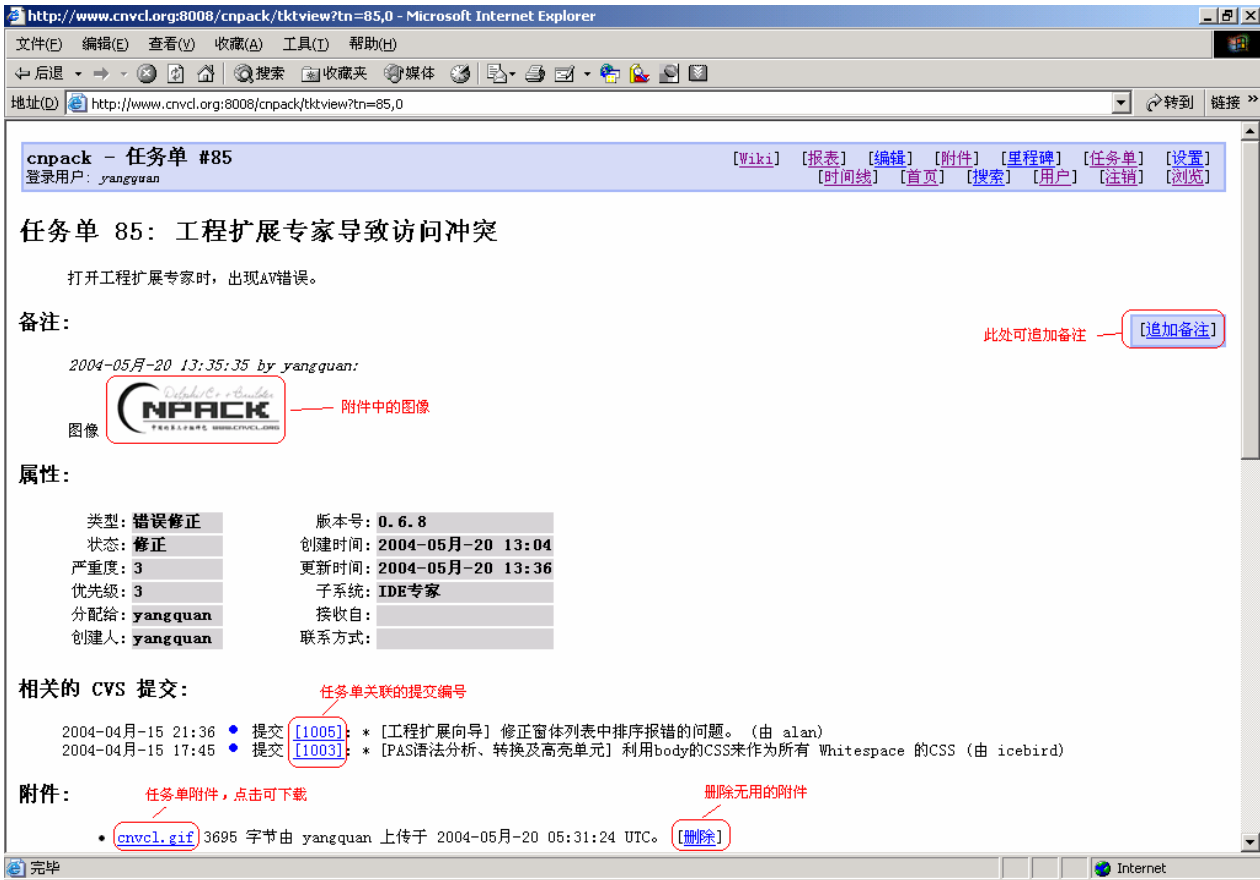 http://www.cnvcl.org:8008/cnpack/tktview?tn=85,0 - Microsoft Internet Explorer
文件(F) 编辑(E) 查看(V) 收藏(A) 工具(T) 帮助(H)
后退 搜索 收藏夹 媒体
地址(D) http://www.cnvcl.org:8008/cnpack/tktview?tn=85,0 转到 链接 »
cnpack - 任务单 #85 [Wiki] [报表] [编辑] [附件] [里程碑] [任务单] [设置]
登录用户: yangquan [时间线] [首页] [搜索] [用户] [注销] [浏览]
任务单 85: 工程扩展专家导致访问冲突
打开工程扩展专家时，出现AV错误。
备注:
此处可追加备注 [追加备注]
2004-05月-20 13:35:35 by yangquan:
Delphi/C++Builder
NPACK
WWW.CNVCL.ORG
附件中的图像
图像
属性:
类型: 错误修正 版本号: 0.6.8
状态: 修正 创建时间: 2004-05月-20 13:04
严重度: 3 更新时间: 2004-05月-20 13:36
优先级: 3 子系统: IDE专家
分配给: yangquan 接收自:
创建人: yangquan 联系方式:
相关的 CVS 提交:
任务单关联的提交编号
2004-04月-15 21:36 ● 提交 [1005]: * [工程扩展向导] 修正窗体列表中排序报错的问题。 (由 alan)
2004-04月-15 17:45 ● 提交 [1003]: * [PAS语法分析、转换及高亮单元] 利用body的CSS来作为所有 Whitespace 的CSS (由 icebird)
附件:
任务单附件，点击可下载 删除无用的附件
• cnvcl.gif 3695 字节由 yangquan 上传于 2004-05月-20 05:31:24 UTC。 [删除]
完毕 Internet